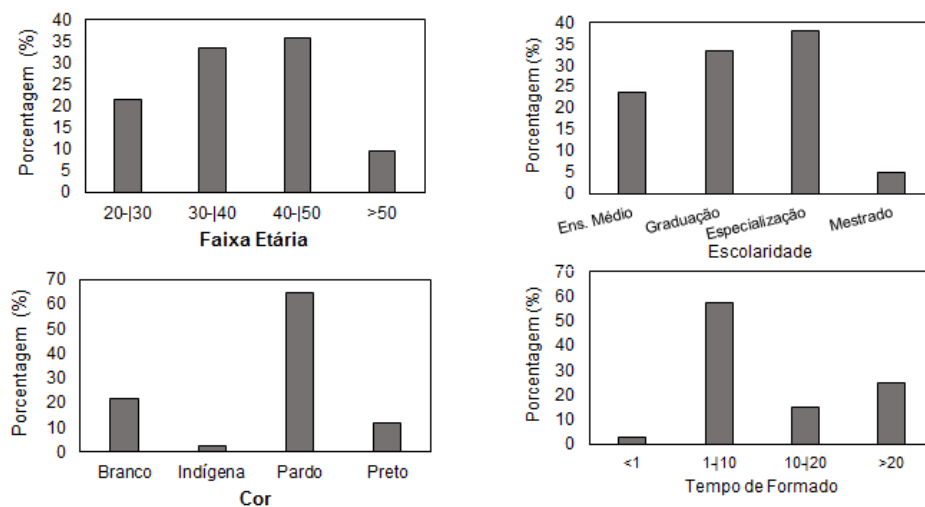 Porcentagem (%)
40
35
30
25
20
15
10
5
0
20-|30 30-|40 40-|50 >50
Faixa Etária
Porcentagem (%)
40
35
30
25
20
15
10
5
0
Ens. Médio Graduação Especialização Mestrado
Escolaridade
Porcentagem (%)
70
60
50
40
30
20
10
0
Branco Indígena Pardo Preto
Cor
Porcentagem (%)
70
60
50
40
30
20
10
0
<1 1-|10 10-|20 >20
Tempo de Formado